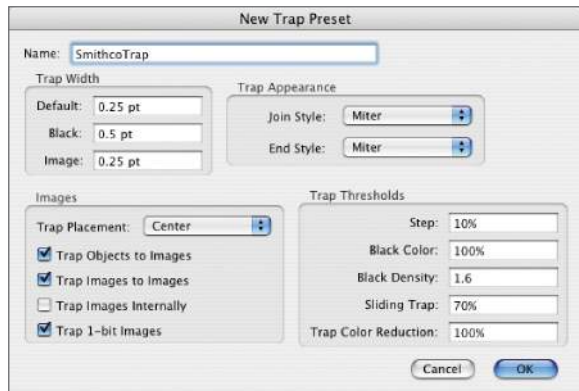 New Trap Preset
Name: SmithcoTrap
Trap Width
Default: 0.25 pt
Black: 0.5 pt
Image: 0.25 pt
Trap Appearance
Join Style: Miter
End Style: Miter
Images
Trap Placement: Center
Trap Objects to Images
Trap Images to Images
Trap Images Internally
Trap 1-bit Images
Trap Thresholds
Step: 10%
Black Color: 100%
Black Density: 1.6
Sliding Trap: 70%
Trap Color Reduction: 100%
Cancel OK